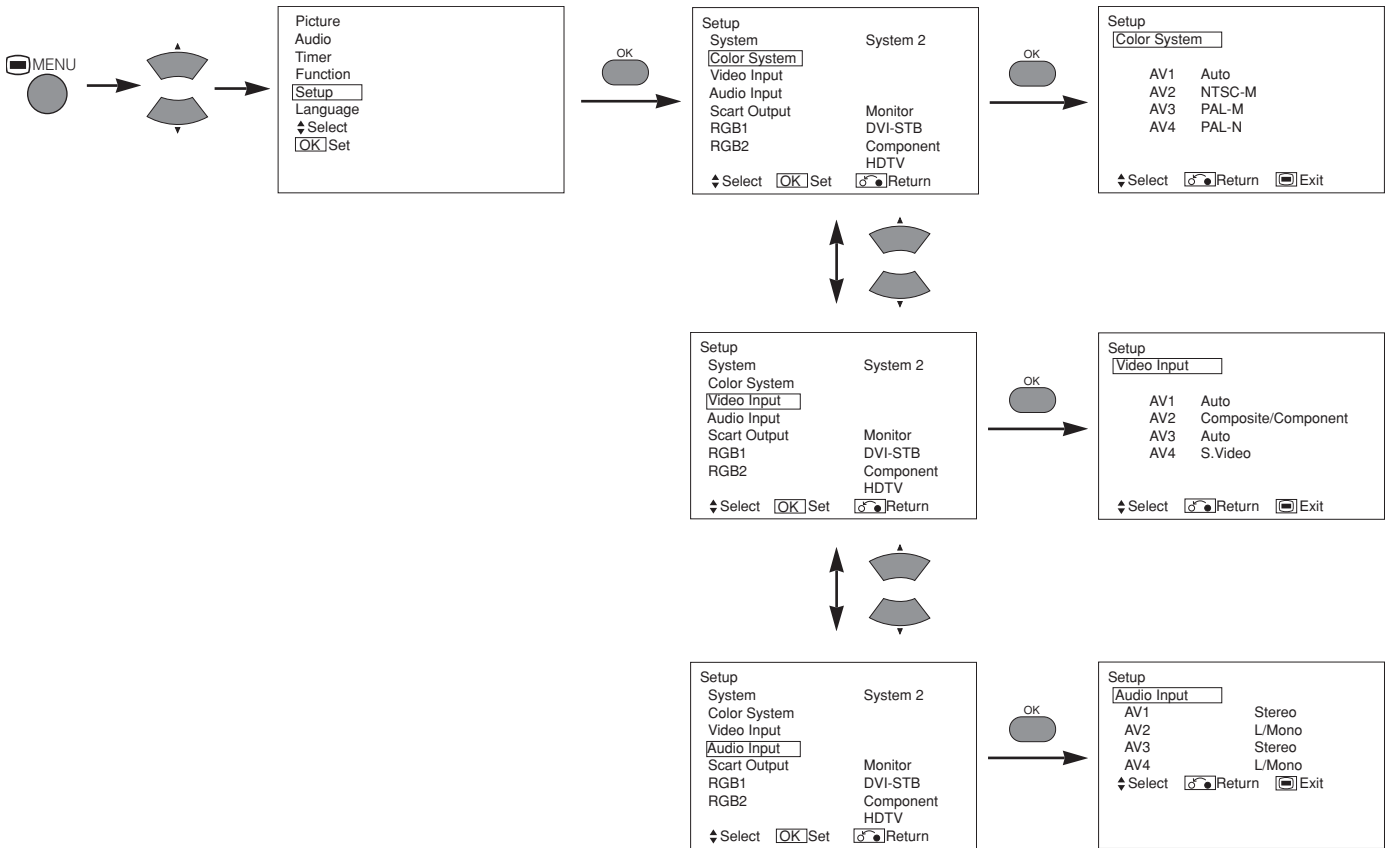 MENU
Picture
Audio
Timer
Function
Setup
Language
Select
OK Set
OK
Setup
System System 2
Color System
Video Input
Audio Input
Scart Output Monitor
RGB1 DVI-STB
RGB2 Component
HDTV
Select OK Set Return
OK
Setup
Color System
AV1 Auto
AV2 NTSC-M
AV3 PAL-M
AV4 PAL-N
Select Return Exit
Setup
System System 2
Color System
Video Input
Audio Input
Scart Output Monitor
RGB1 DVI-STB
RGB2 Component
HDTV
Select OK Set Return
OK
Setup
Video Input
AV1 Auto
AV2 Composite/Component
AV3 Auto
AV4 S.Video
Select Return Exit
Setup
System System 2
Color System
Video Input
Audio Input
Scart Output Monitor
RGB1 DVI-STB
RGB2 Component
HDTV
Select OK Set Return
OK
Setup
Audio Input
AV1 Stereo
AV2 L/Mono
AV3 Stereo
AV4 L/Mono
Select Return Exit